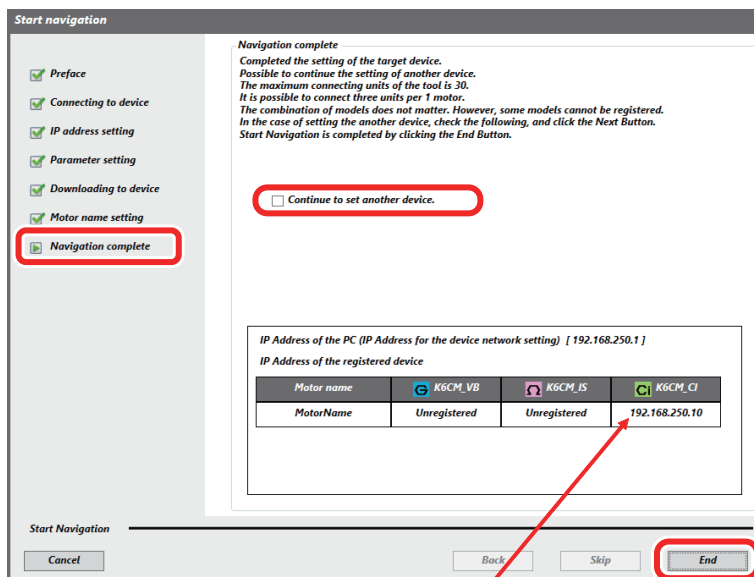 Start navigation
Preface
Connecting to device
IP address setting
Parameter setting
Downloading to device
Motor name setting
Navigation complete
Navigation complete
Completed the setting of the target device.
Possible to continue the setting of another device.
The maximum connecting units of the tool is 30.
It is possible to connect three units per 1 motor.
The combination of models does not matter. However, some models cannot be registered.
In the case of setting the another device, check the following, and click the Next Button.
Start Navigation is completed by clicking the End Button.
Continue to set another device.
IP Address of the PC (IP Address for the device network setting) [ 192.168.250.1 ]
IP Address of the registered device
Motor name G K6CM_VB Ω K6CM_IS Ci K6CM_CI
MotorName Unregistered Unregistered 192.168.250.10
Start Navigation
Cancel Back Skip End